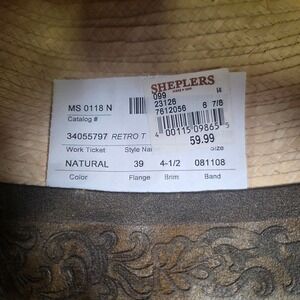 SHEPLERS
099
23126
7612056 6 7/8
4 00115 09865 5
59.99
MS 0118 N
Catalog #
34055797 RETRO T
Work Ticket Style Na Size
NATURAL 39 4-1/2 081108
Color Flange Brim Band